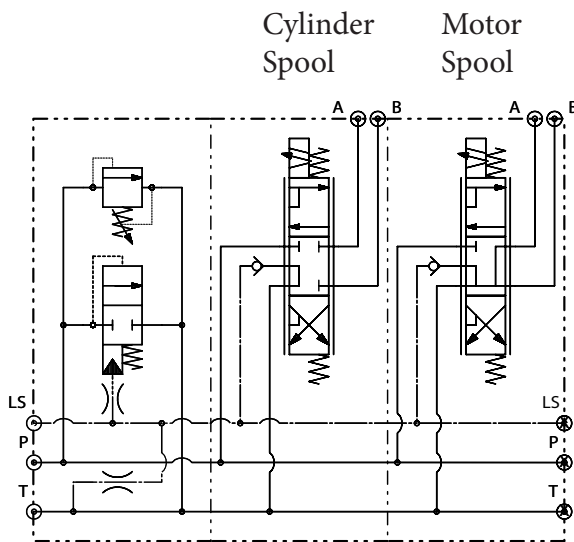 Cylinder Motor
Spool Spool
A B A B
LS LS
P P
T T